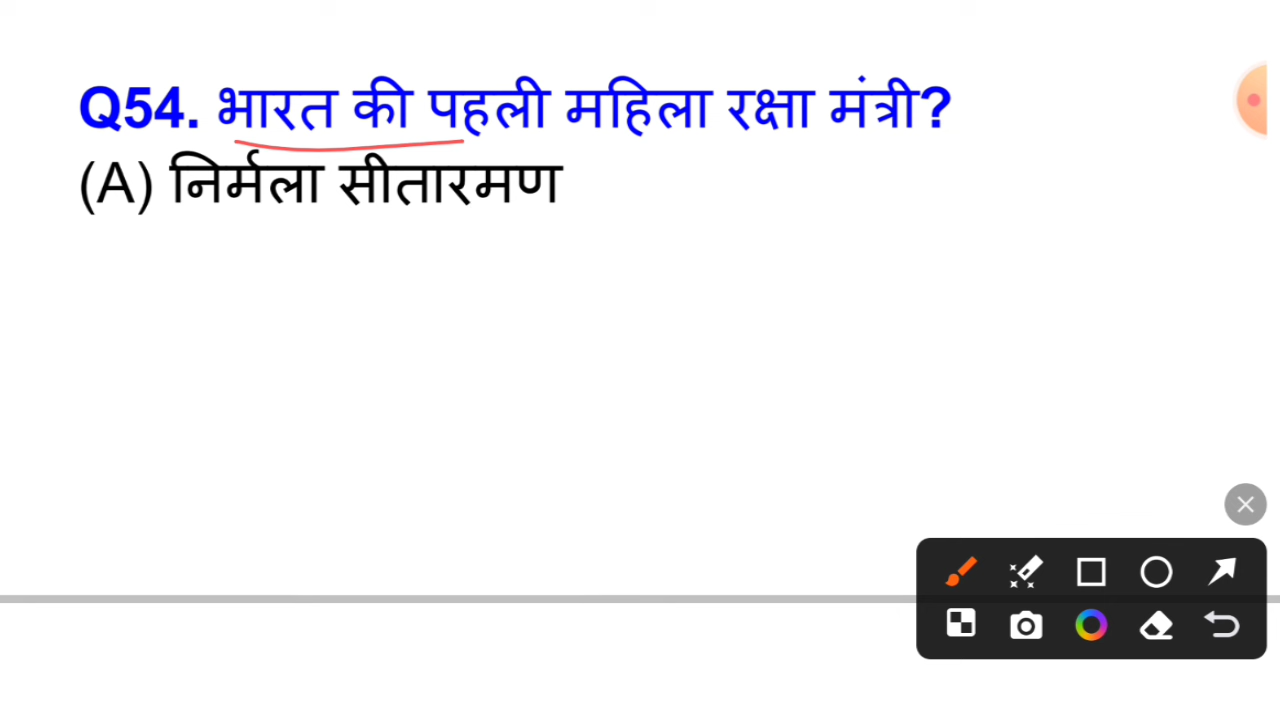 Q54. भारत की पहली महिला रक्षा मंत्री?
(A) निर्मला सीतारमण